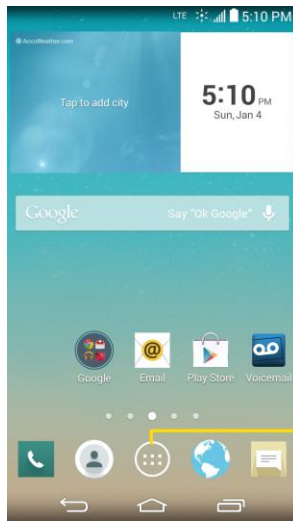 LTE 5:10 PM
AccuWeather.com
Tap to add city
5:10 PM
Sun, Jan 4
Google Say "Ok Google"
Google Email Play Store Voicemail